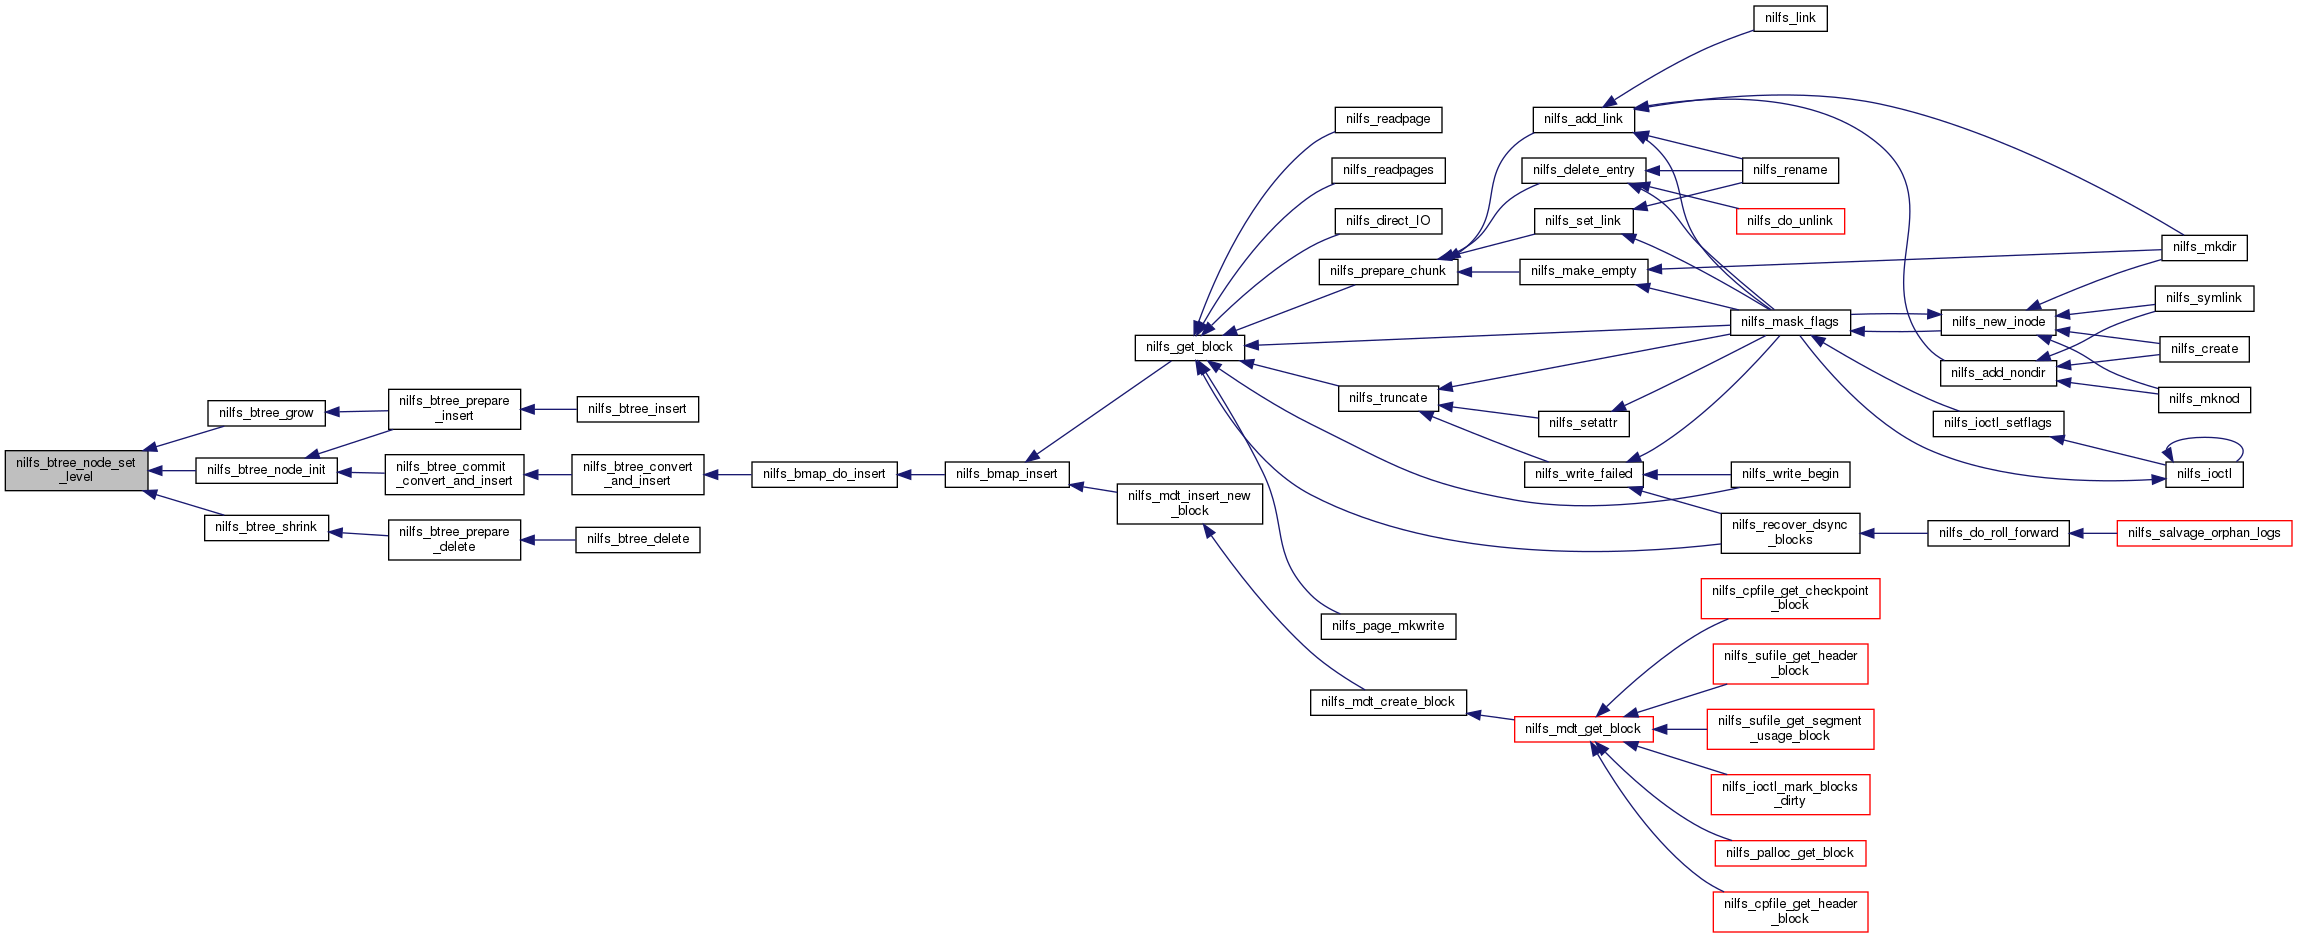 nilfs_btree_node_set
_level
nilfs_btree_grow
nilfs_btree_node_init
nilfs_btree_shrink
nilfs_btree_prepare
_insert
nilfs_btree_commit
_convert_and_insert
nilfs_btree_prepare
_delete
nilfs_btree_insert
nilfs_btree_convert
_and_insert
nilfs_btree_delete
nilfs_bmap_do_insert
nilfs_bmap_insert
nilfs_get_block
nilfs_mdt_insert_new
_block
nilfs_readpage
nilfs_readpages
nilfs_direct_IO
nilfs_prepare_chunk
nilfs_truncate
nilfs_page_mkwrite
nilfs_mdt_create_block
nilfs_add_link
nilfs_delete_entry
nilfs_set_link
nilfs_make_empty
nilfs_setattr
nilfs_write_failed
nilfs_mdt_get_block
nilfs_link
nilfs_rename
nilfs_do_unlink
nilfs_mask_flags
nilfs_write_begin
nilfs_recover_dsync
_blocks
nilfs_cpfile_get_checkpoint
_block
nilfs_sufile_get_header
_block
nilfs_sufile_get_segment
_usage_block
nilfs_ioctl_mark_blocks
_dirty
nilfs_palloc_get_block
nilfs_cpfile_get_header
_block
nilfs_new_inode
nilfs_add_nondir
nilfs_ioctl_setflags
nilfs_do_roll_forward
nilfs_mkdir
nilfs_symlink
nilfs_create
nilfs_mknod
nilfs_ioctl
nilfs_salvage_orphan_logs